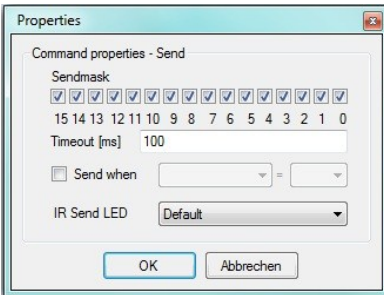 Properties
Command properties - Send
Sendmask
15 14 13 12 11 10 9 8 7 6 5 4 3 2 1 0
Timeout [ms] 100
Send when =
IR Send LED Default
OK Abbrechen